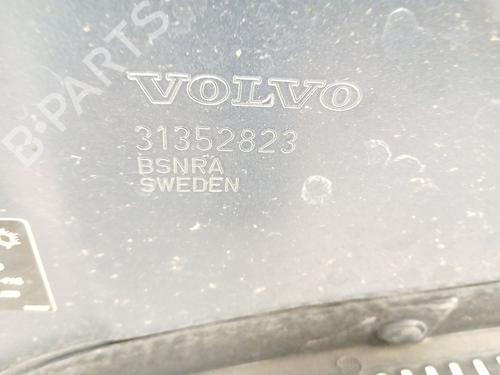 B-PARTS
VOLVO
31352823
BSNRA
SWEDEN